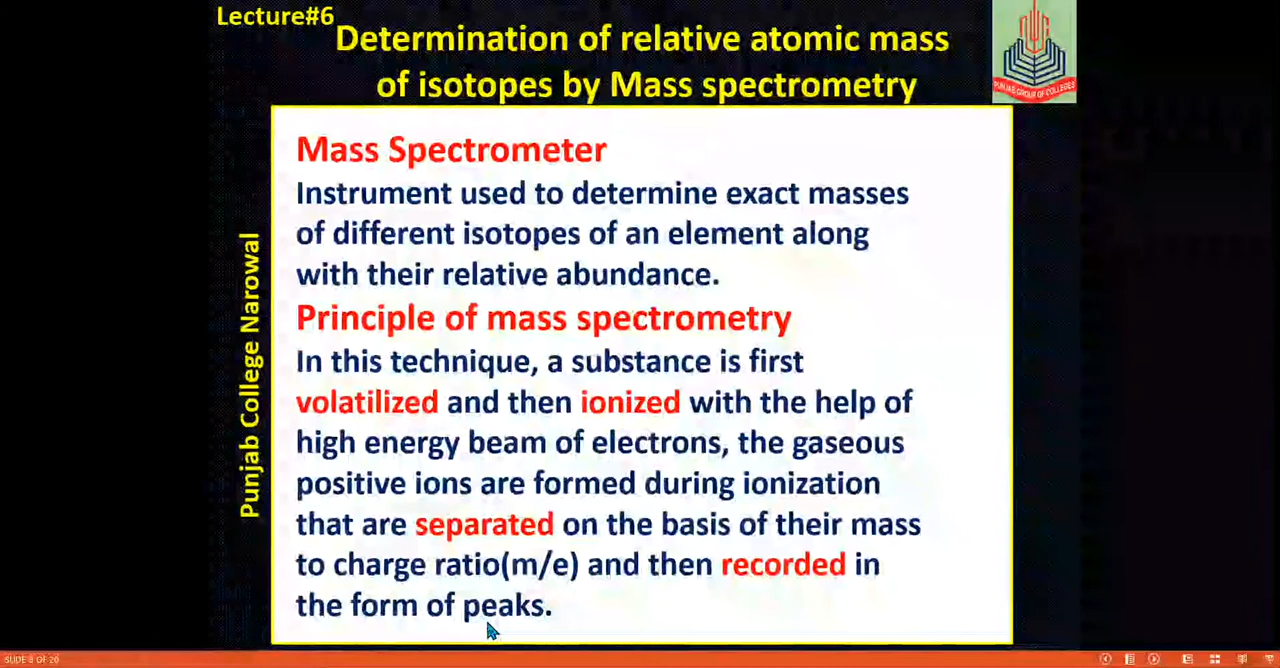 Lecture#6
Determination of relative atomic mass
of isotopes by Mass spectrometry
PUNJAB GROUP OF COLLEGES
Punjab College Narowal
Mass Spectrometer
Instrument used to determine exact masses
of different isotopes of an element along
with their relative abundance.
Principle of mass spectrometry
In this technique, a substance is first
volatilized and then ionized with the help of
high energy beam of electrons, the gaseous
positive ions are formed during ionization
that are separated on the basis of their mass
to charge ratio(m/e) and then recorded in
the form of peaks.